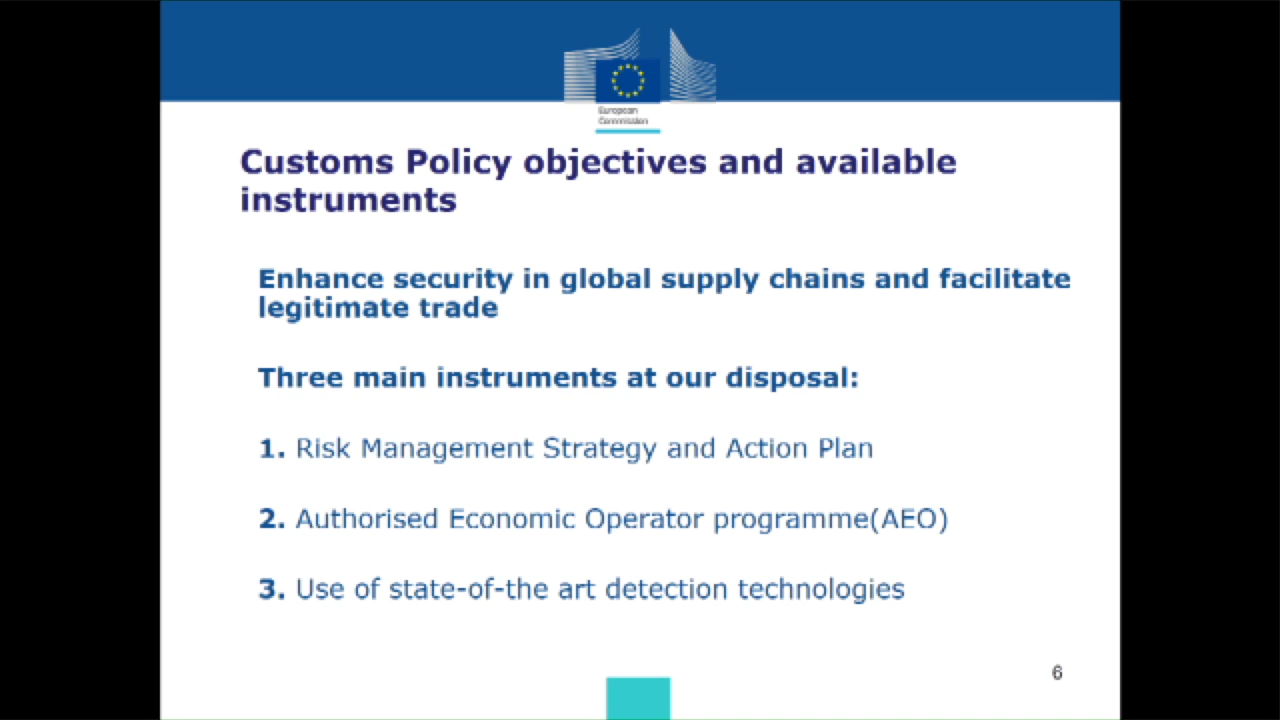 European
Commission
Customs Policy objectives and available
instruments
Enhance security in global supply chains and facilitate
legitimate trade
Three main instruments at our disposal:
1. Risk Management Strategy and Action Plan
2. Authorised Economic Operator programme(AEO)
3. Use of state-of-the art detection technologies
6